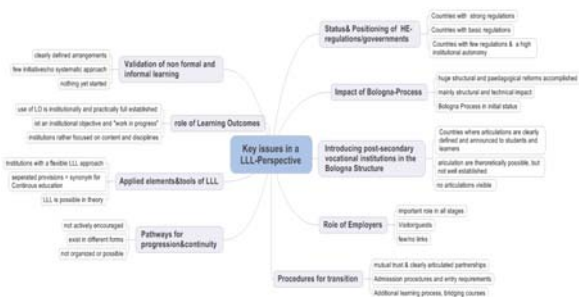 Key issues in a
LLL-Perspective
Validation of non formal and
informal learning
clearly defined arrangements
few initiatives/no systematic approach
nothing yet started
role of Learning Outcomes
use of LO is institutionally and practically full established
ist an institutional objective and "work in progress"
institutions rather focused on content and disciplines
Applied elements&tools of LLL
Institutions with a flexible LLL approach
seperated provisions = synonym for
Continous education
LLL is possible in theory
Pathways for
progression&continuity
not actively encouraged
exist in different forms
not organized or possible
Status& Positioning of HE-
regulations/goverments
Countries with strong regulations
Countries with basic regulations
Countries with few regulations & a high
institutional autonomy
Impact of Bologna-Process
huge structural and paedagogical reforms accomplished
mainly structural and technical impact
Bologna Process in initial status
Introducing post-secondary
vocational institutions in the
Bologna Structure
Countries where articulations are clearly
defined and announced to students and
learners
articulation are theroretically possible, but
not well established
no articulations visible
Role of Employers
important role in all stages
Visitor/guests
few/no links
Procedures for transition
mutual trust & clearly articulated partnerships
Admission procedures and entry requirements
Additional learning process, bridging courses